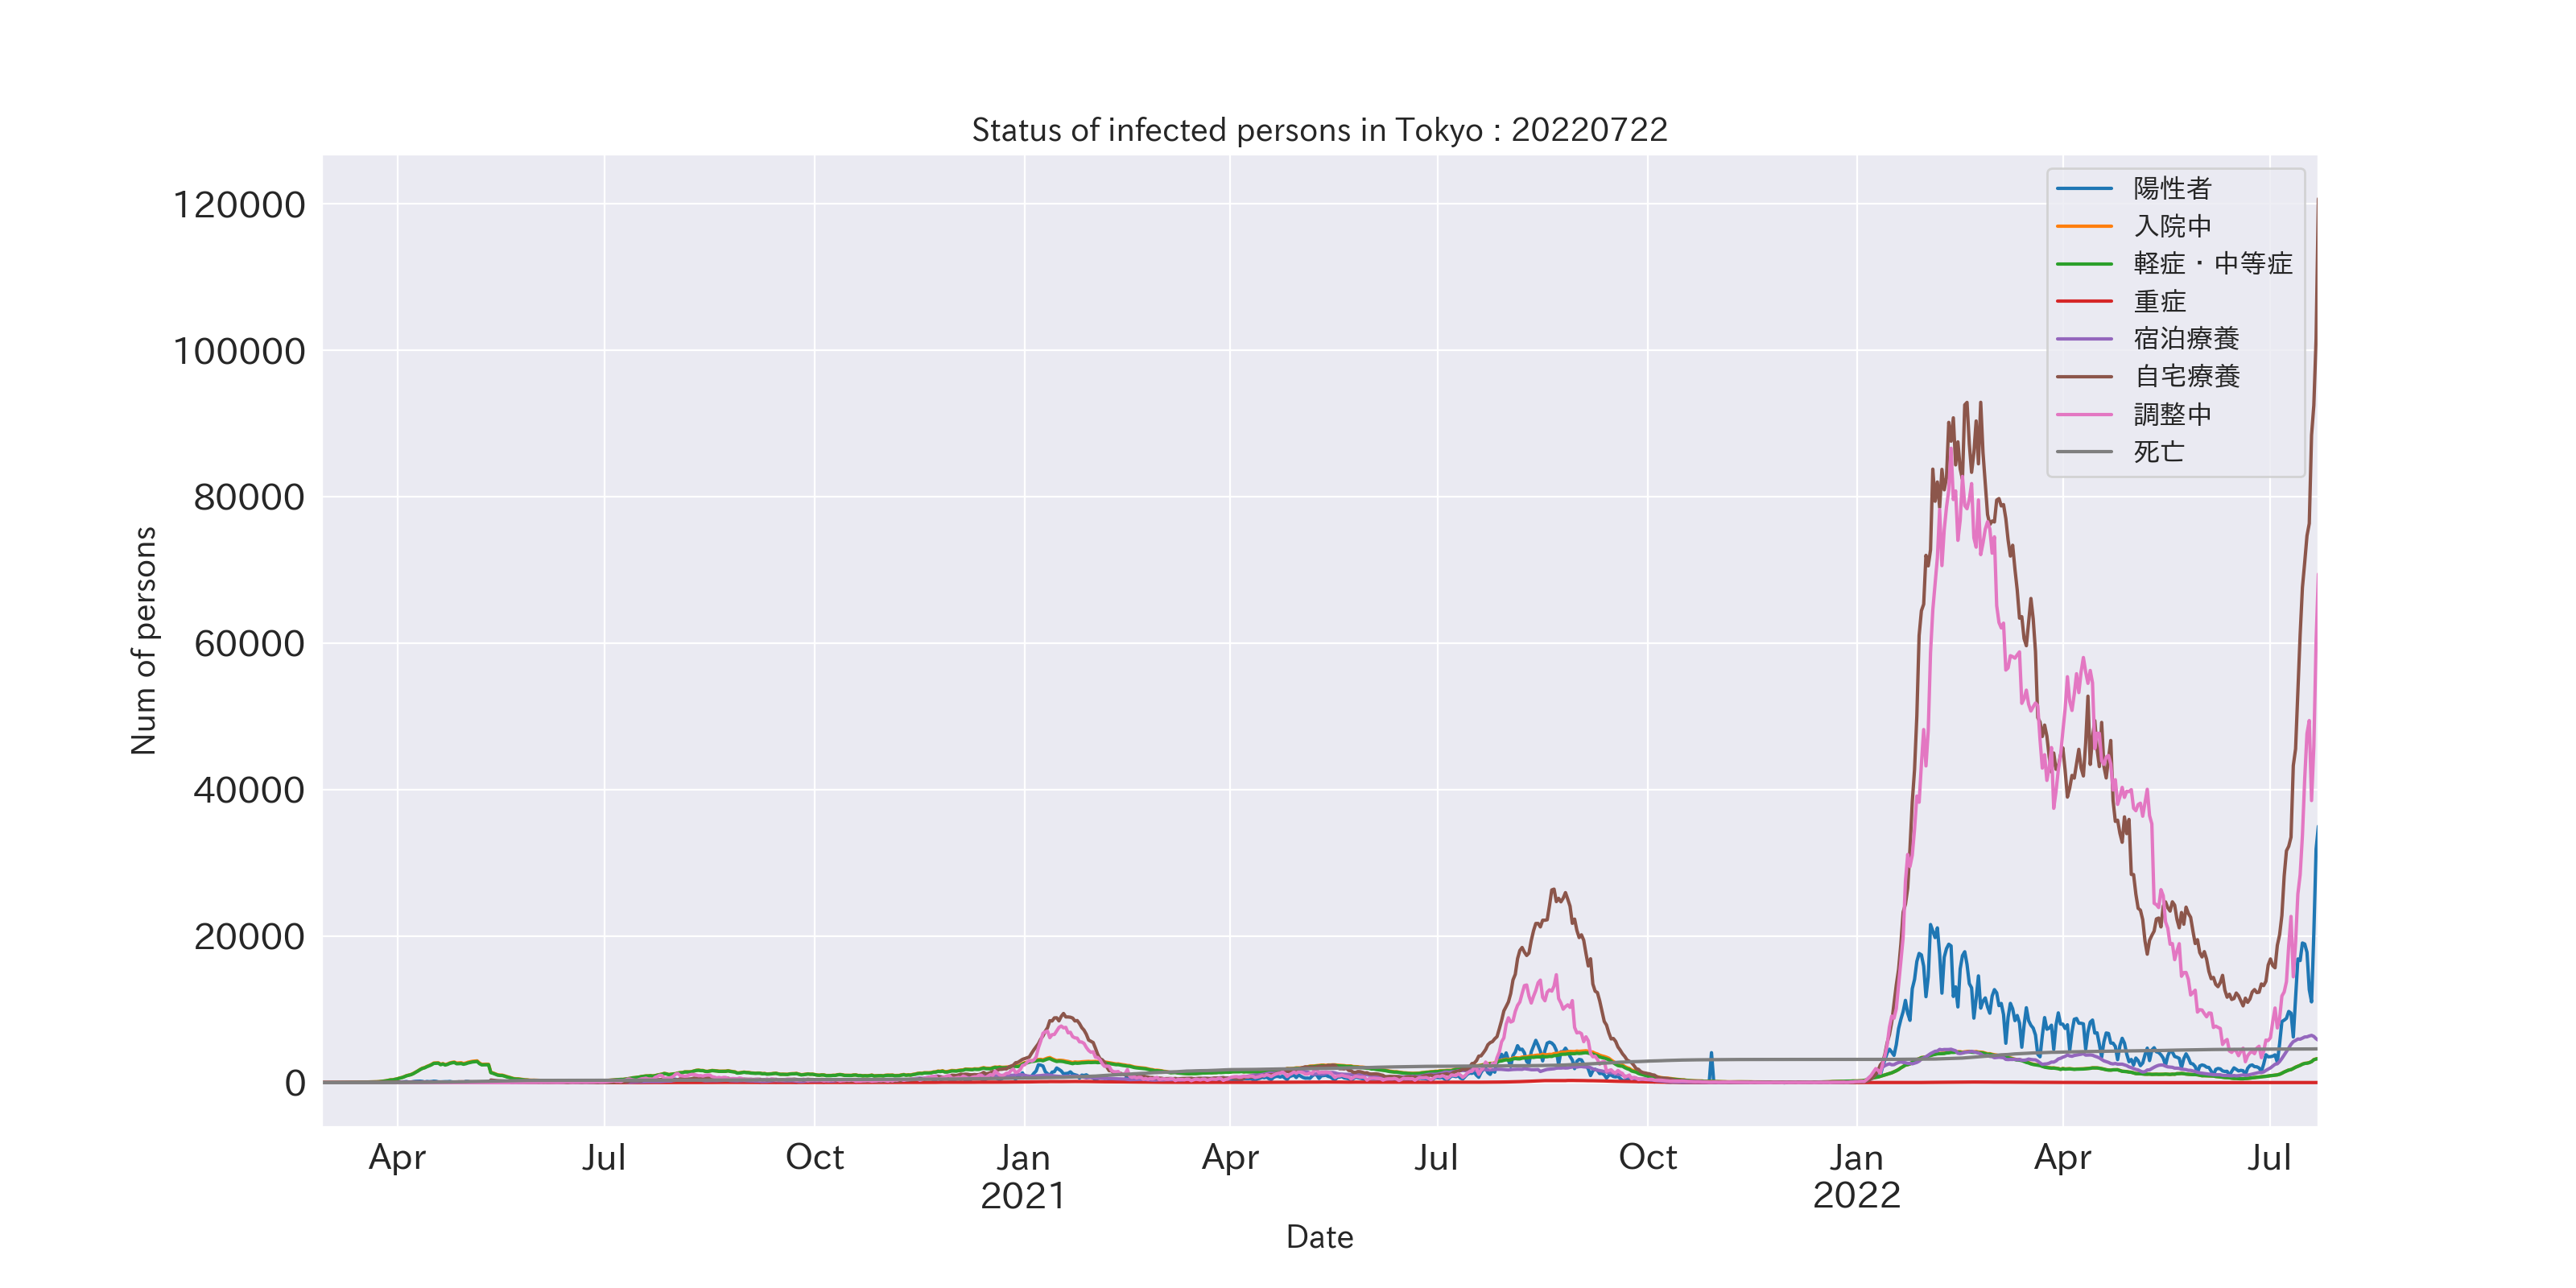 Status of infected persons in Tokyo : 20220722
120000
100000
80000
60000
40000
20000
0
Num of persons
陽性者
入院中
軽症・中等症
重症
宿泊療養
自宅療養
調整中
死亡
Apr Jul Oct Jan Apr Jul Oct Jan Apr Jul
2021 2022
Date